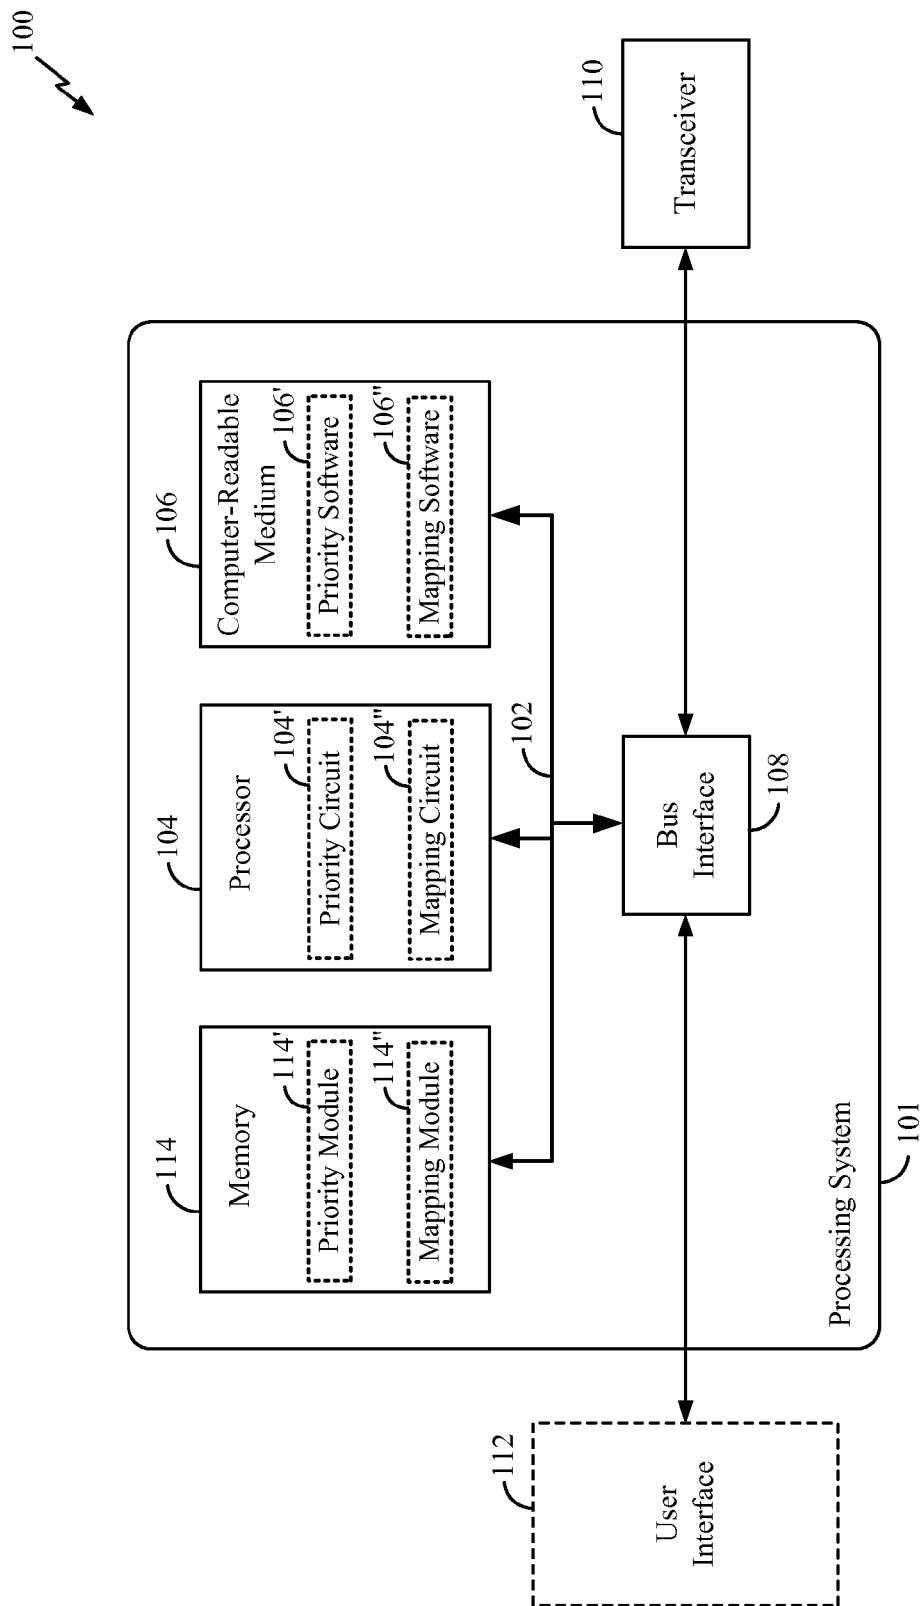 100
114
Memory
114'
Priority Module
114"
Mapping Module
104
Processor
104'
Priority Circuit
104"
Mapping Circuit
106
Computer-Readable
Medium
106'
Priority Software
106"
Mapping Software
102
112
User
Interface
Bus
Interface
108
110
Transceiver
Processing System
101